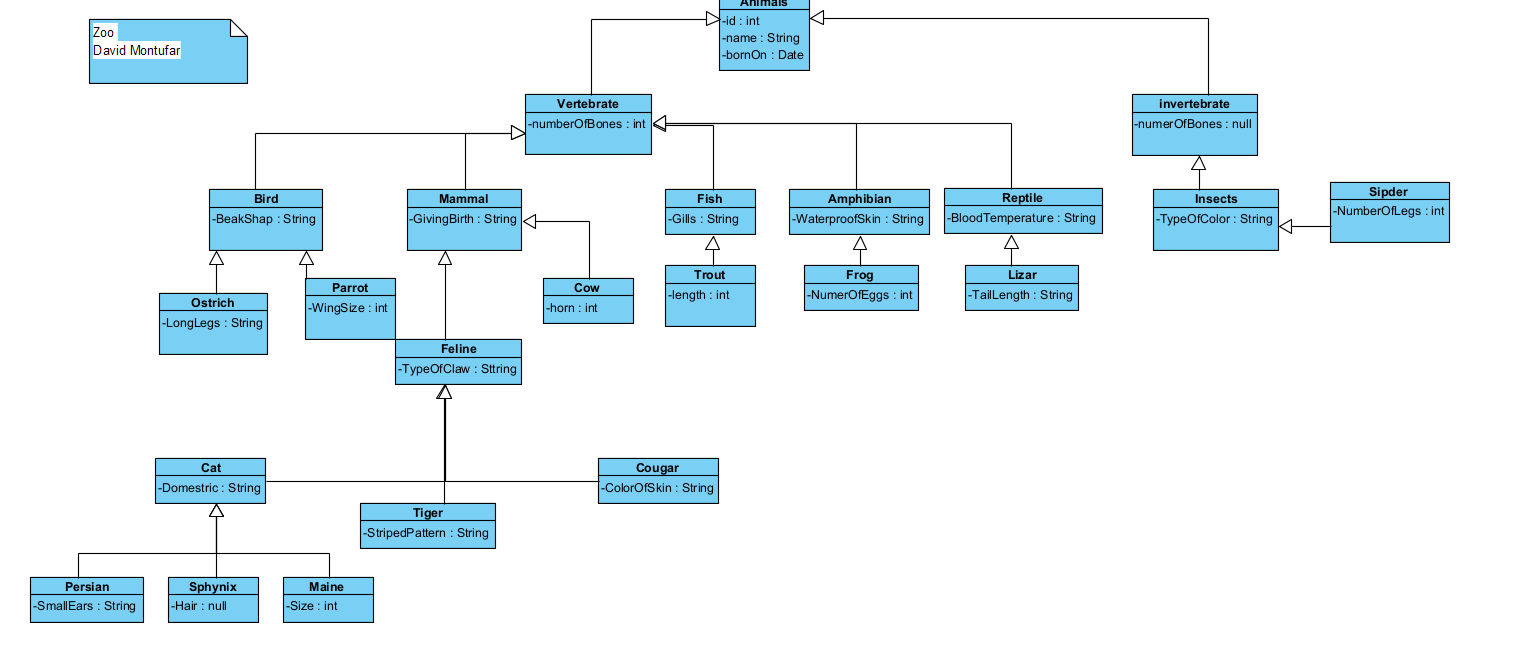 Zoo
David Montufar
Animals
-id : int
-name : String
-bornOn : Date
Vertebrate
-numberOfBones : int
invertebrate
-numerOfBones : null
Bird
-BeakShap : String
Mammal
-GivingBirth : String
Fish
-Gills : String
Amphibian
-WaterproofSkin : String
Reptile
-BloodTemperature : String
Insects
-TypeOfColor : String
Sipder
-NumberOfLegs : int
Ostrich
-LongLegs : String
Parrot
-WingSize : int
Cow
-horn : int
Trout
-length : int
Frog
-NumerOfEggs : int
Lizar
-TailLength : String
Feline
-TypeOfClaw : Sttring
Cat
-Domestric : String
Tiger
-StripedPattern : String
Cougar
-ColorOfSkin : String
Persian
-SmallEars : String
Sphynix
-Hair : null
Maine
-Size : int